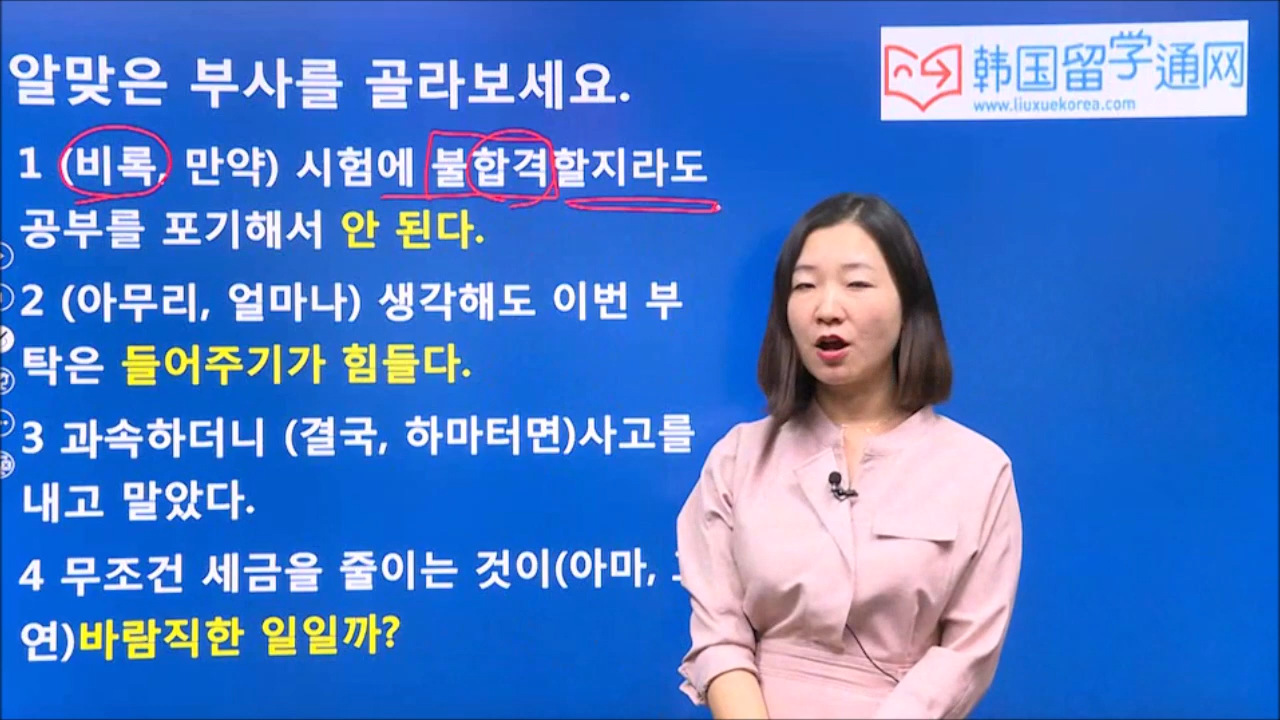 알맞은 부사를 골라보세요.
韩国留学通网
www.liuxuekorea.com
1 (비록, 만약) 시험에 불합격할지라도
공부를 포기해서 안 된다.
2 (아무리, 얼마나) 생각해도 이번 부
탁은 들어주기가 힘들다.
3 과속하더니 (결국, 하마터면)사고를
내고 말았다.
4 무조건 세금을 줄이는 것이(아마,
연)바람직한 일일까?